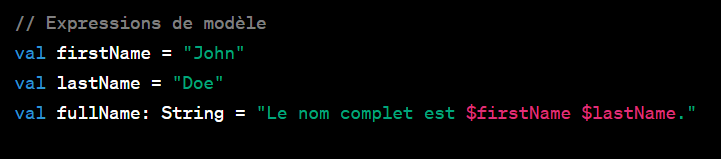 // Expressions de modèle
val firstName = "John"
val lastName = "Doe"
val fullName: String = "Le nom complet est $firstName $lastName."